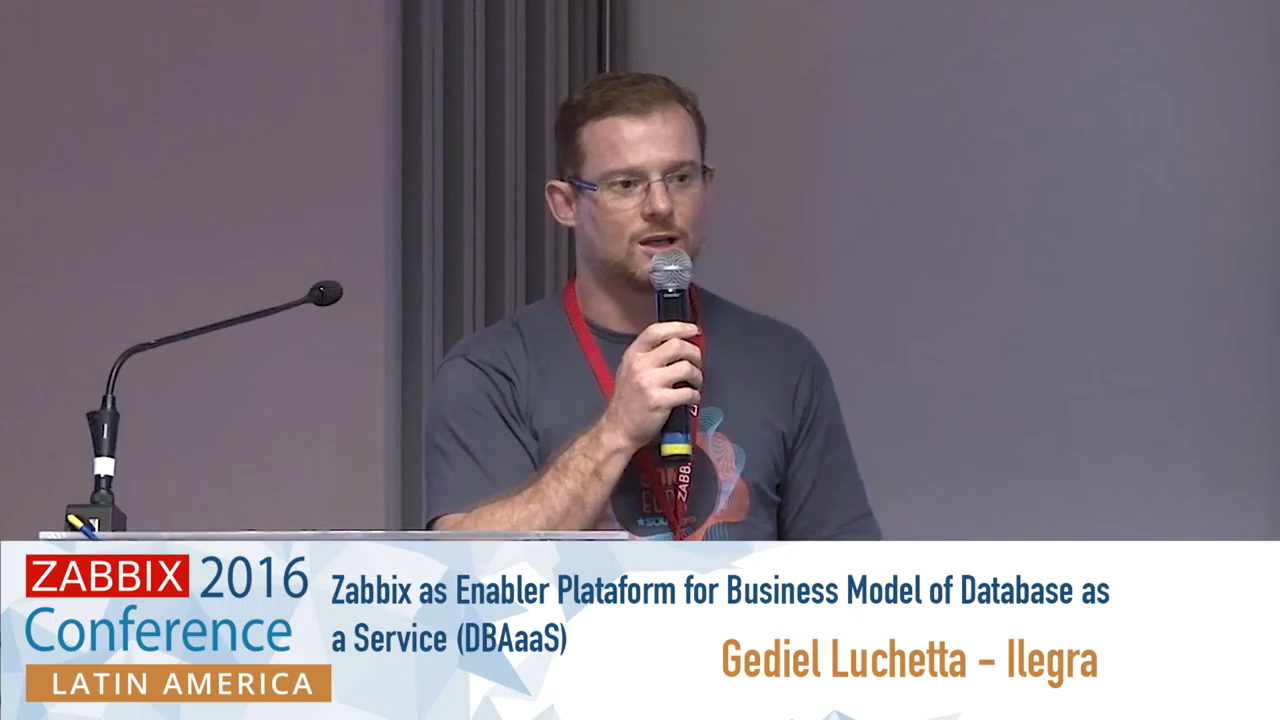 ZABB
ZABBIX 2016
Conference
LATIN AMERICA
Zabbix as Enabler Plataform for Business Model of Database as
a Service (DBAaaS)
Gediel Luchetta - Ilegra